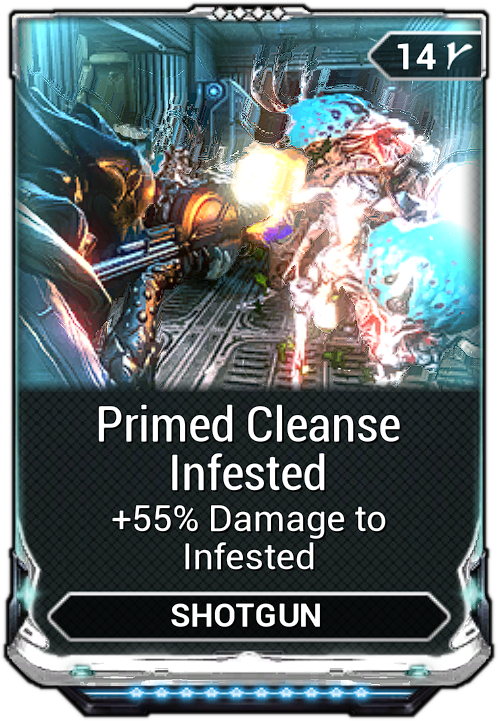 14
Primed Cleanse
Infested
+55% Damage to
Infested
SHOTGUN